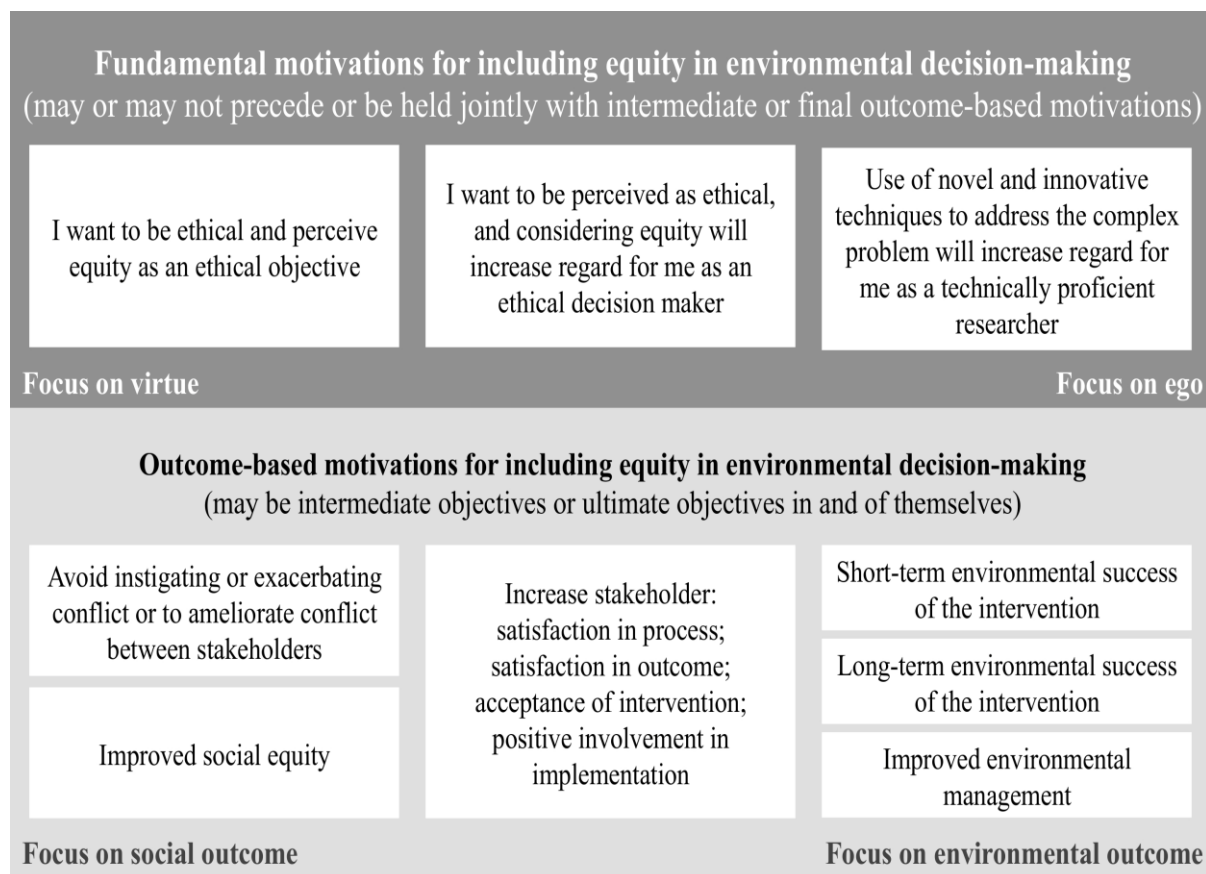 Fundamental motivations for including equity in environmental decision-making
(may or may not precede or be held jointly with intermediate or final outcome-based motivations)
I want to be ethical and perceive
equity as an ethical objective
I want to be perceived as ethical,
and considering equity will
increase regard for me as an
ethical decision maker
Use of novel and innovative
techniques to address the complex
problem will increase regard for
me as a technically proficient
researcher
Focus on virtue
Focus on ego
Outcome-based motivations for including equity in environmental decision-making
(may be intermediate objectives or ultimate objectives in and of themselves)
Avoid instigating or exacerbating
conflict or to ameliorate conflict
between stakeholders
Improved social equity
Increase stakeholder:
satisfaction in process;
satisfaction in outcome;
acceptance of intervention;
positive involvement in
implementation
Short-term environmental success
of the intervention
Long-term environmental success
of the intervention
Improved environmental
management
Focus on social outcome
Focus on environmental outcome